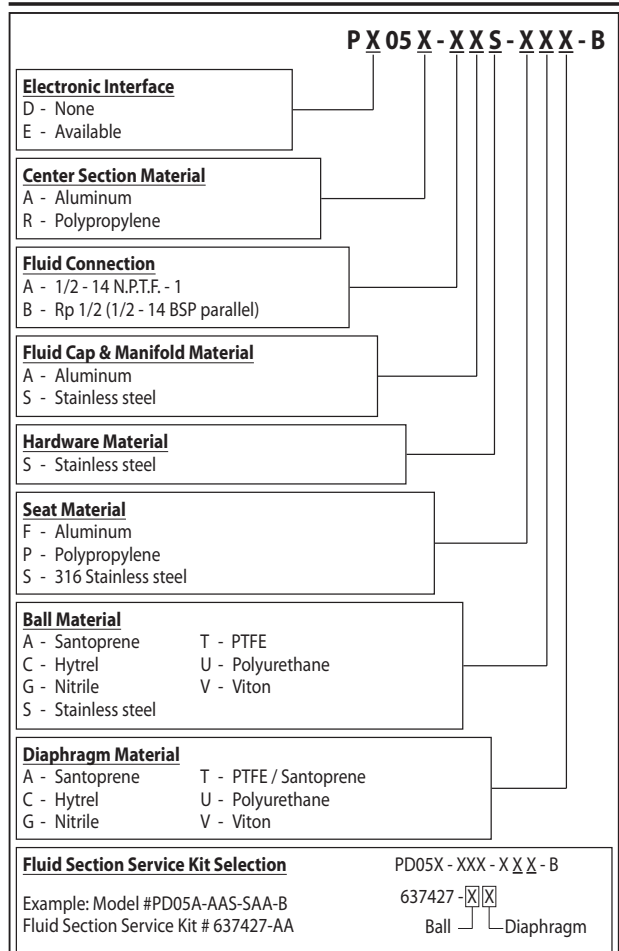 P X 05 X - X X S - X X X - B
Electronic Interface
D - None
E - Available
Center Section Material
A - Aluminum
R - Polypropylene
Fluid Connection
A - 1/2 - 14 N.P.T.F. - 1
B - Rp 1/2 (1/2 - 14 BSP parallel)
Fluid Cap & Manifold Material
A - Aluminum
S - Stainless steel
Hardware Material
S - Stainless steel
Seat Material
F - Aluminum
P - Polypropylene
S - 316 Stainless steel
Ball Material
A - Santoprene T - PTFE
C - Hytrel U - Polyurethane
G - Nitrile V - Viton
S - Stainless steel
Diaphragm Material
A - Santoprene T - PTFE / Santoprene
C - Hytrel U - Polyurethane
G - Nitrile V - Viton
Fluid Section Service Kit Selection PD05X - XXX - X X X - B
Example: Model #PD05A-AAS-SAA-B 637427 - X X
Fluid Section Service Kit # 637427-AA Ball Diaphragm